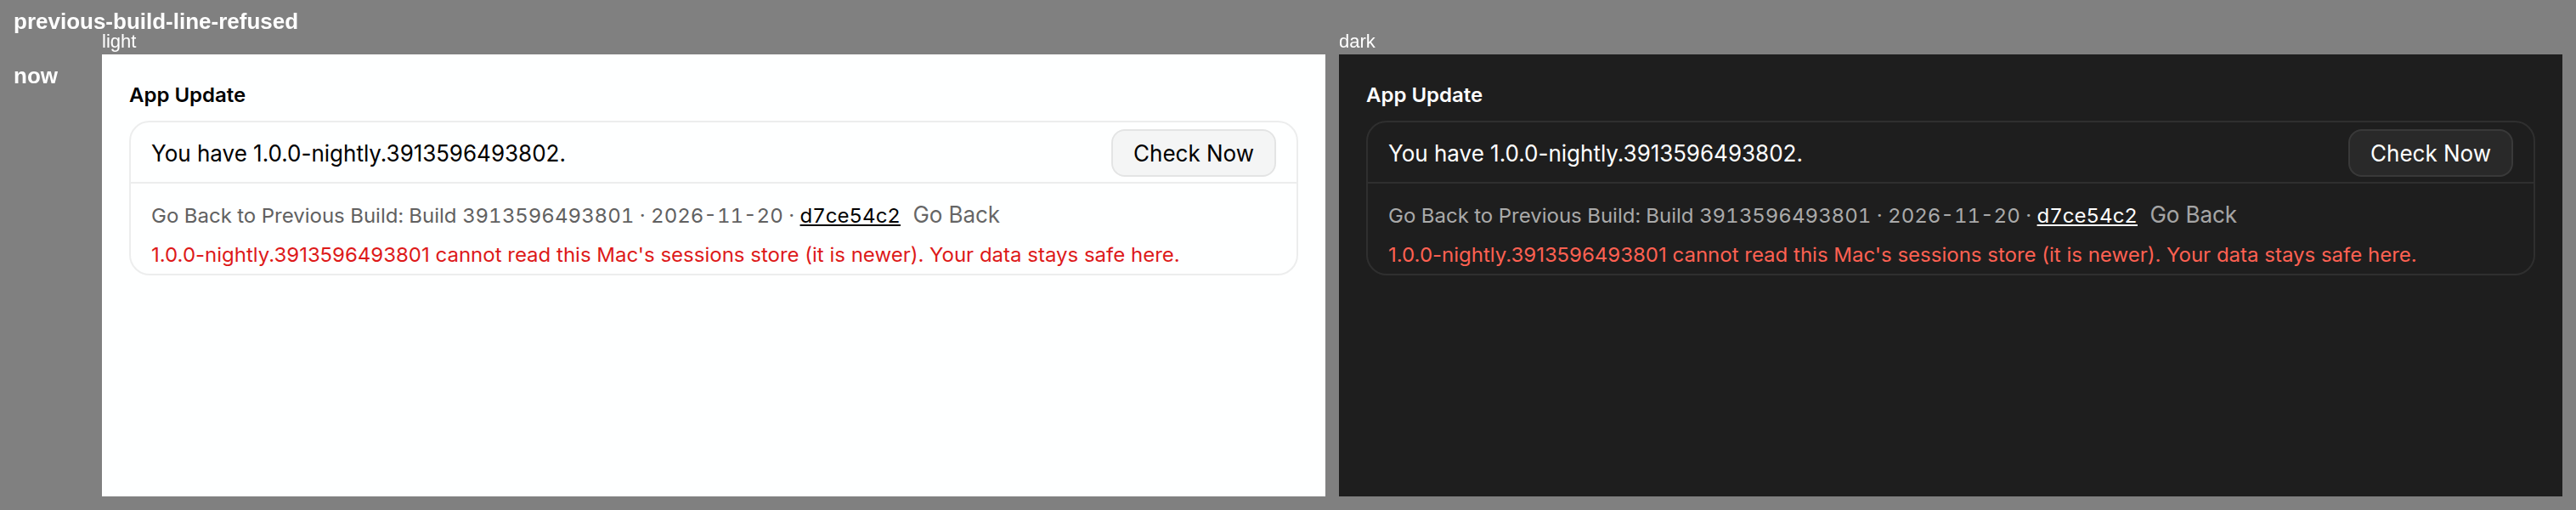 previous-build-line-refused
light
dark
now
App Update
You have 1.0.0-nightly.3913596493802.
Check Now
Go Back to Previous Build: Build 3913596493801 · 2026-11-20 · d7ce54c2 Go Back
1.0.0-nightly.3913596493801 cannot read this Mac's sessions store (it is newer). Your data stays safe here.
App Update
You have 1.0.0-nightly.3913596493802.
Check Now
Go Back to Previous Build: Build 3913596493801 · 2026-11-20 · d7ce54c2 Go Back
1.0.0-nightly.3913596493801 cannot read this Mac's sessions store (it is newer). Your data stays safe here.